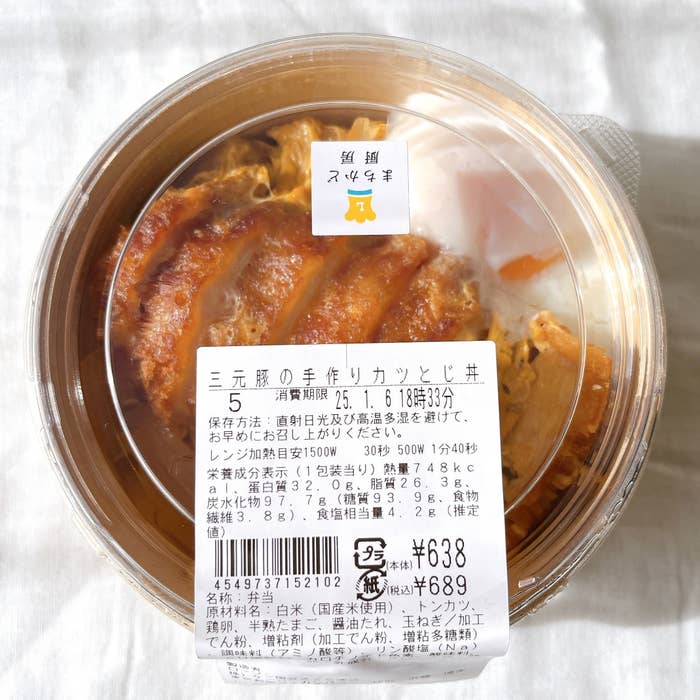 まちかど
厨房
三元豚の手作りカツとじ丼
5 消費期限 25. 1. 6 18時33分
保存方法：直射日光及び高温多湿を避けて、
お早めにお召し上がりください。
レンジ加熱目安1500W 30秒 500W 1分40秒
栄養成分表示（1包装当り）熱量748kc
al、蛋白質32.0g、脂質26.3g、
炭水化物97.7g（糖質93.9g、食物
繊維3.8g）、食塩相当量4.2g（推定
値）
プラ (本体) ¥638
4549737152102 紙 (税込) ¥689
名称：弁当
原材料名：白米（国産米使用）、トンカツ、
鶏卵、半熟たまご、醤油たれ、玉ねぎ／加工
でん粉、増粘剤（加工でん粉、増粘多糖類）
調味料（アミノ酸等）、リン酸塩（Na）